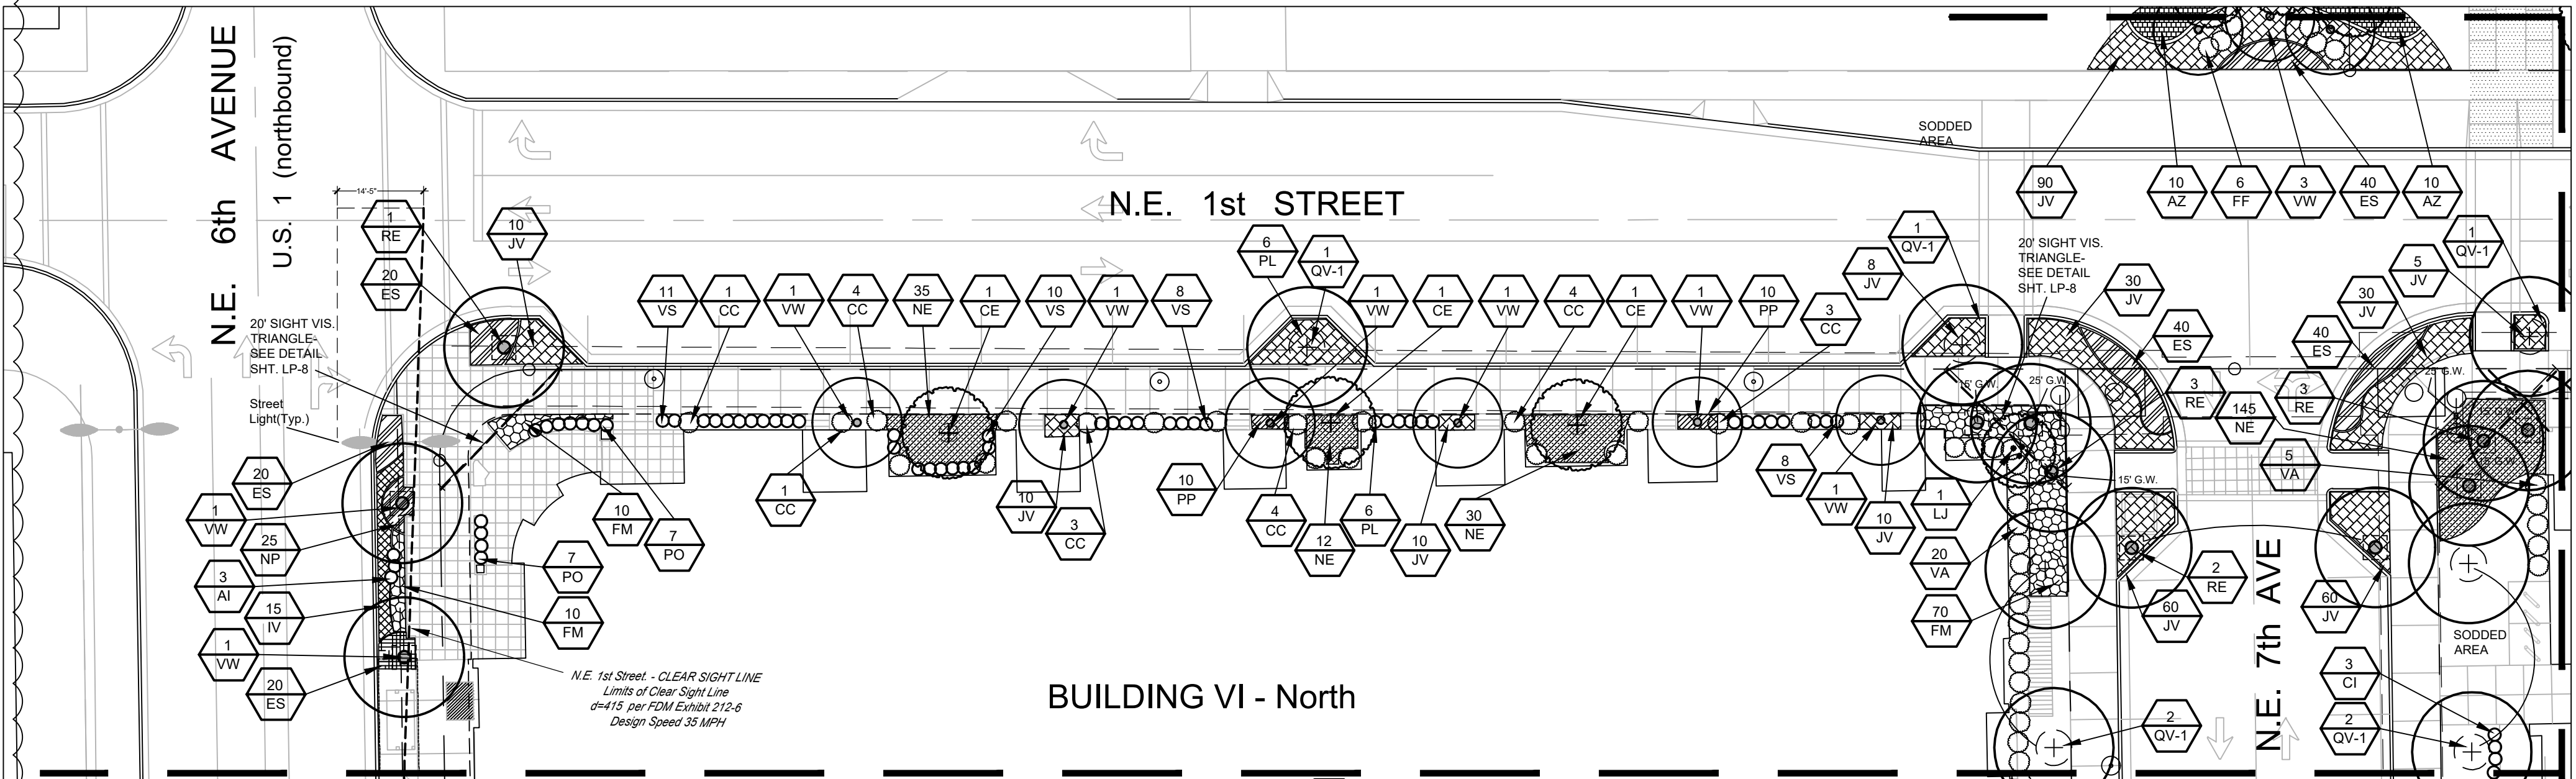 N.E. 6th AVENUE
U.S. 1 (northbound)
14'-5"
1
RE
20
ES
10
JV
20' SIGHT VIS.
TRIANGLE-
SEE DETAIL
SHT. LP-8
Street
Light(Typ.)
N.E. 1st STREET
SODDED
AREA
90
JV
10
AZ
6
FF
3
VW
40
ES
10
AZ
11
VS
1
CC
1
VW
4
CC
35
NE
1
CE
10
VS
1
VW
8
VS
6
PL
1
QV-1
1
VW
1
CE
1
VW
4
CC
1
CE
1
VW
10
PP
3
CC
8
JV
1
QV-1
20' SIGHT VIS.
TRIANGLE-
SEE DETAIL
SHT. LP-8
30
JV
40
ES
3
RE
145
NE
30
JV
40
ES
3
RE
5
JV
1
QV-1
5
VA
15' G.W.
25' G.W.
15' G.W.
25' G.W.
15' G.W.
20
ES
1
VW
25
NP
3
AI
15
IV
1
VW
20
ES
10
FM
7
PO
7
PO
10
FM
1
CC
10
JV
3
CC
10
PP
4
CC
12
NE
6
PL
10
JV
30
NE
8
VS
1
VW
10
JV
1
LJ
20
VA
70
FM
2
RE
60
JV
60
JV
N.E. 7th AVE
SODDED
AREA
3
CI
2
QV-1
2
QV-1
N.E. 1st Street. - CLEAR SIGHT LINE
Limits of Clear Sight Line
d=415 per FDM Exhibit 212-6
Design Speed 35 MPH
BUILDING VI - North